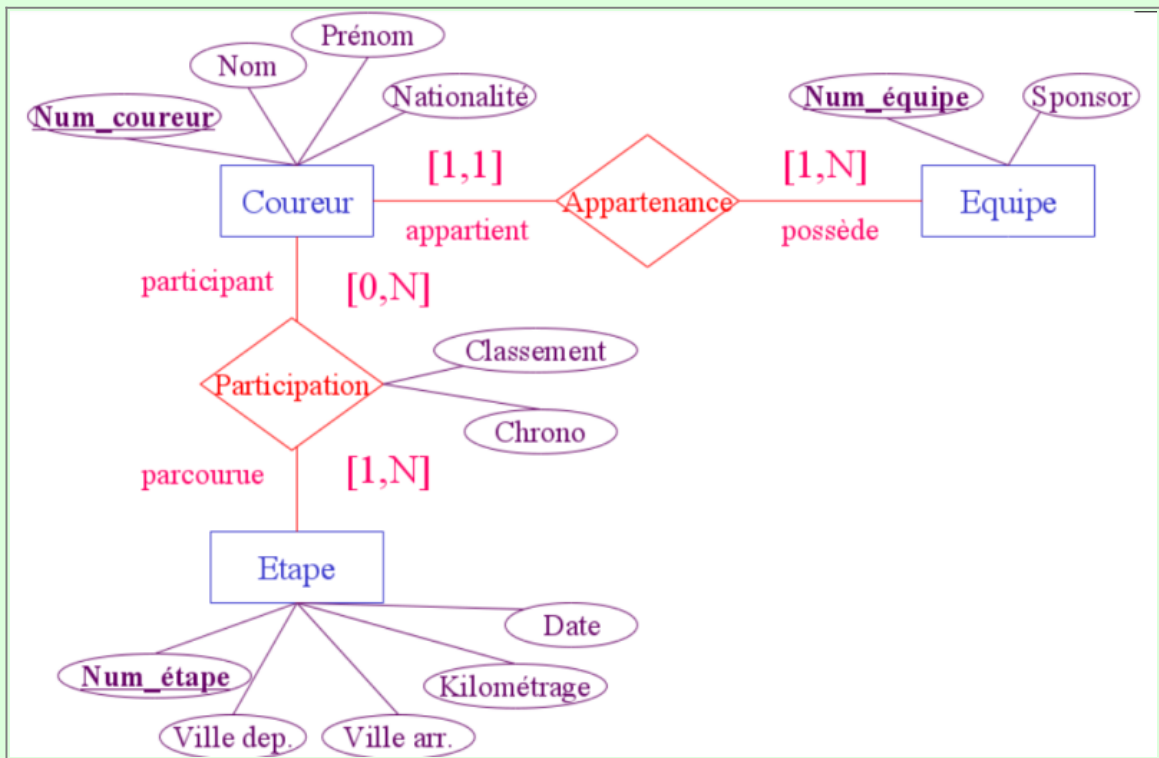 Prénom
Nom
Nationalité
Num_coureur
Num_équipe
Sponsor
[1,1]
[1,N]
Coureur
Appartenance
Equipe
appartient
possède
participant
[0,N]
Classement
Participation
Chrono
parcourue
[1,N]
Etape
Date
Num_étape
Kilométrage
Ville dep.
Ville arr.